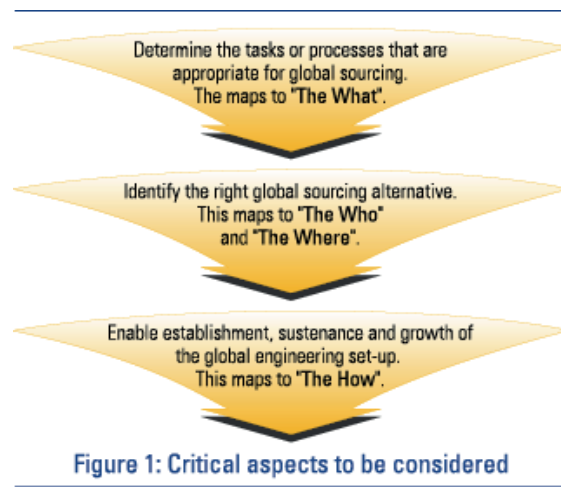 Determine the tasks or processes that are
appropriate for global sourcing.
The maps to "The What".
Identify the right global sourcing alternative.
This maps to "The Who"
and "The Where".
Enable establishment, sustenance and growth of
the global engineering set-up.
This maps to "The How".
Figure 1: Critical aspects to be considered